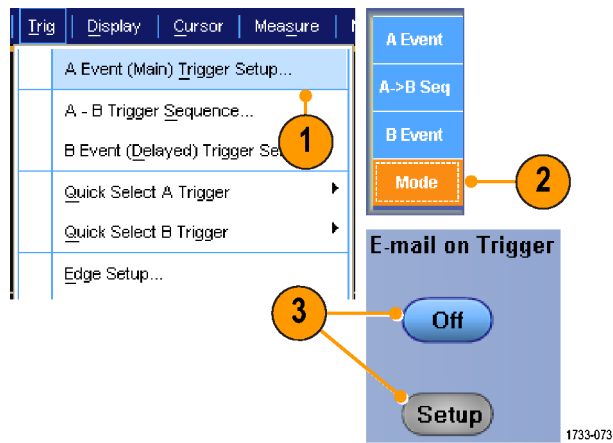 Trig Display Cursor Measure
A Event (Main) Trigger Setup...
A - B Trigger Sequence...
B Event (Delayed) Trigger Se
Quick Select A Trigger
Quick Select B Trigger
Edge Setup...
1
A Event
A->B Seq
B Event
Mode
2
E-mail on Trigger
3
Off
Setup
1733-073